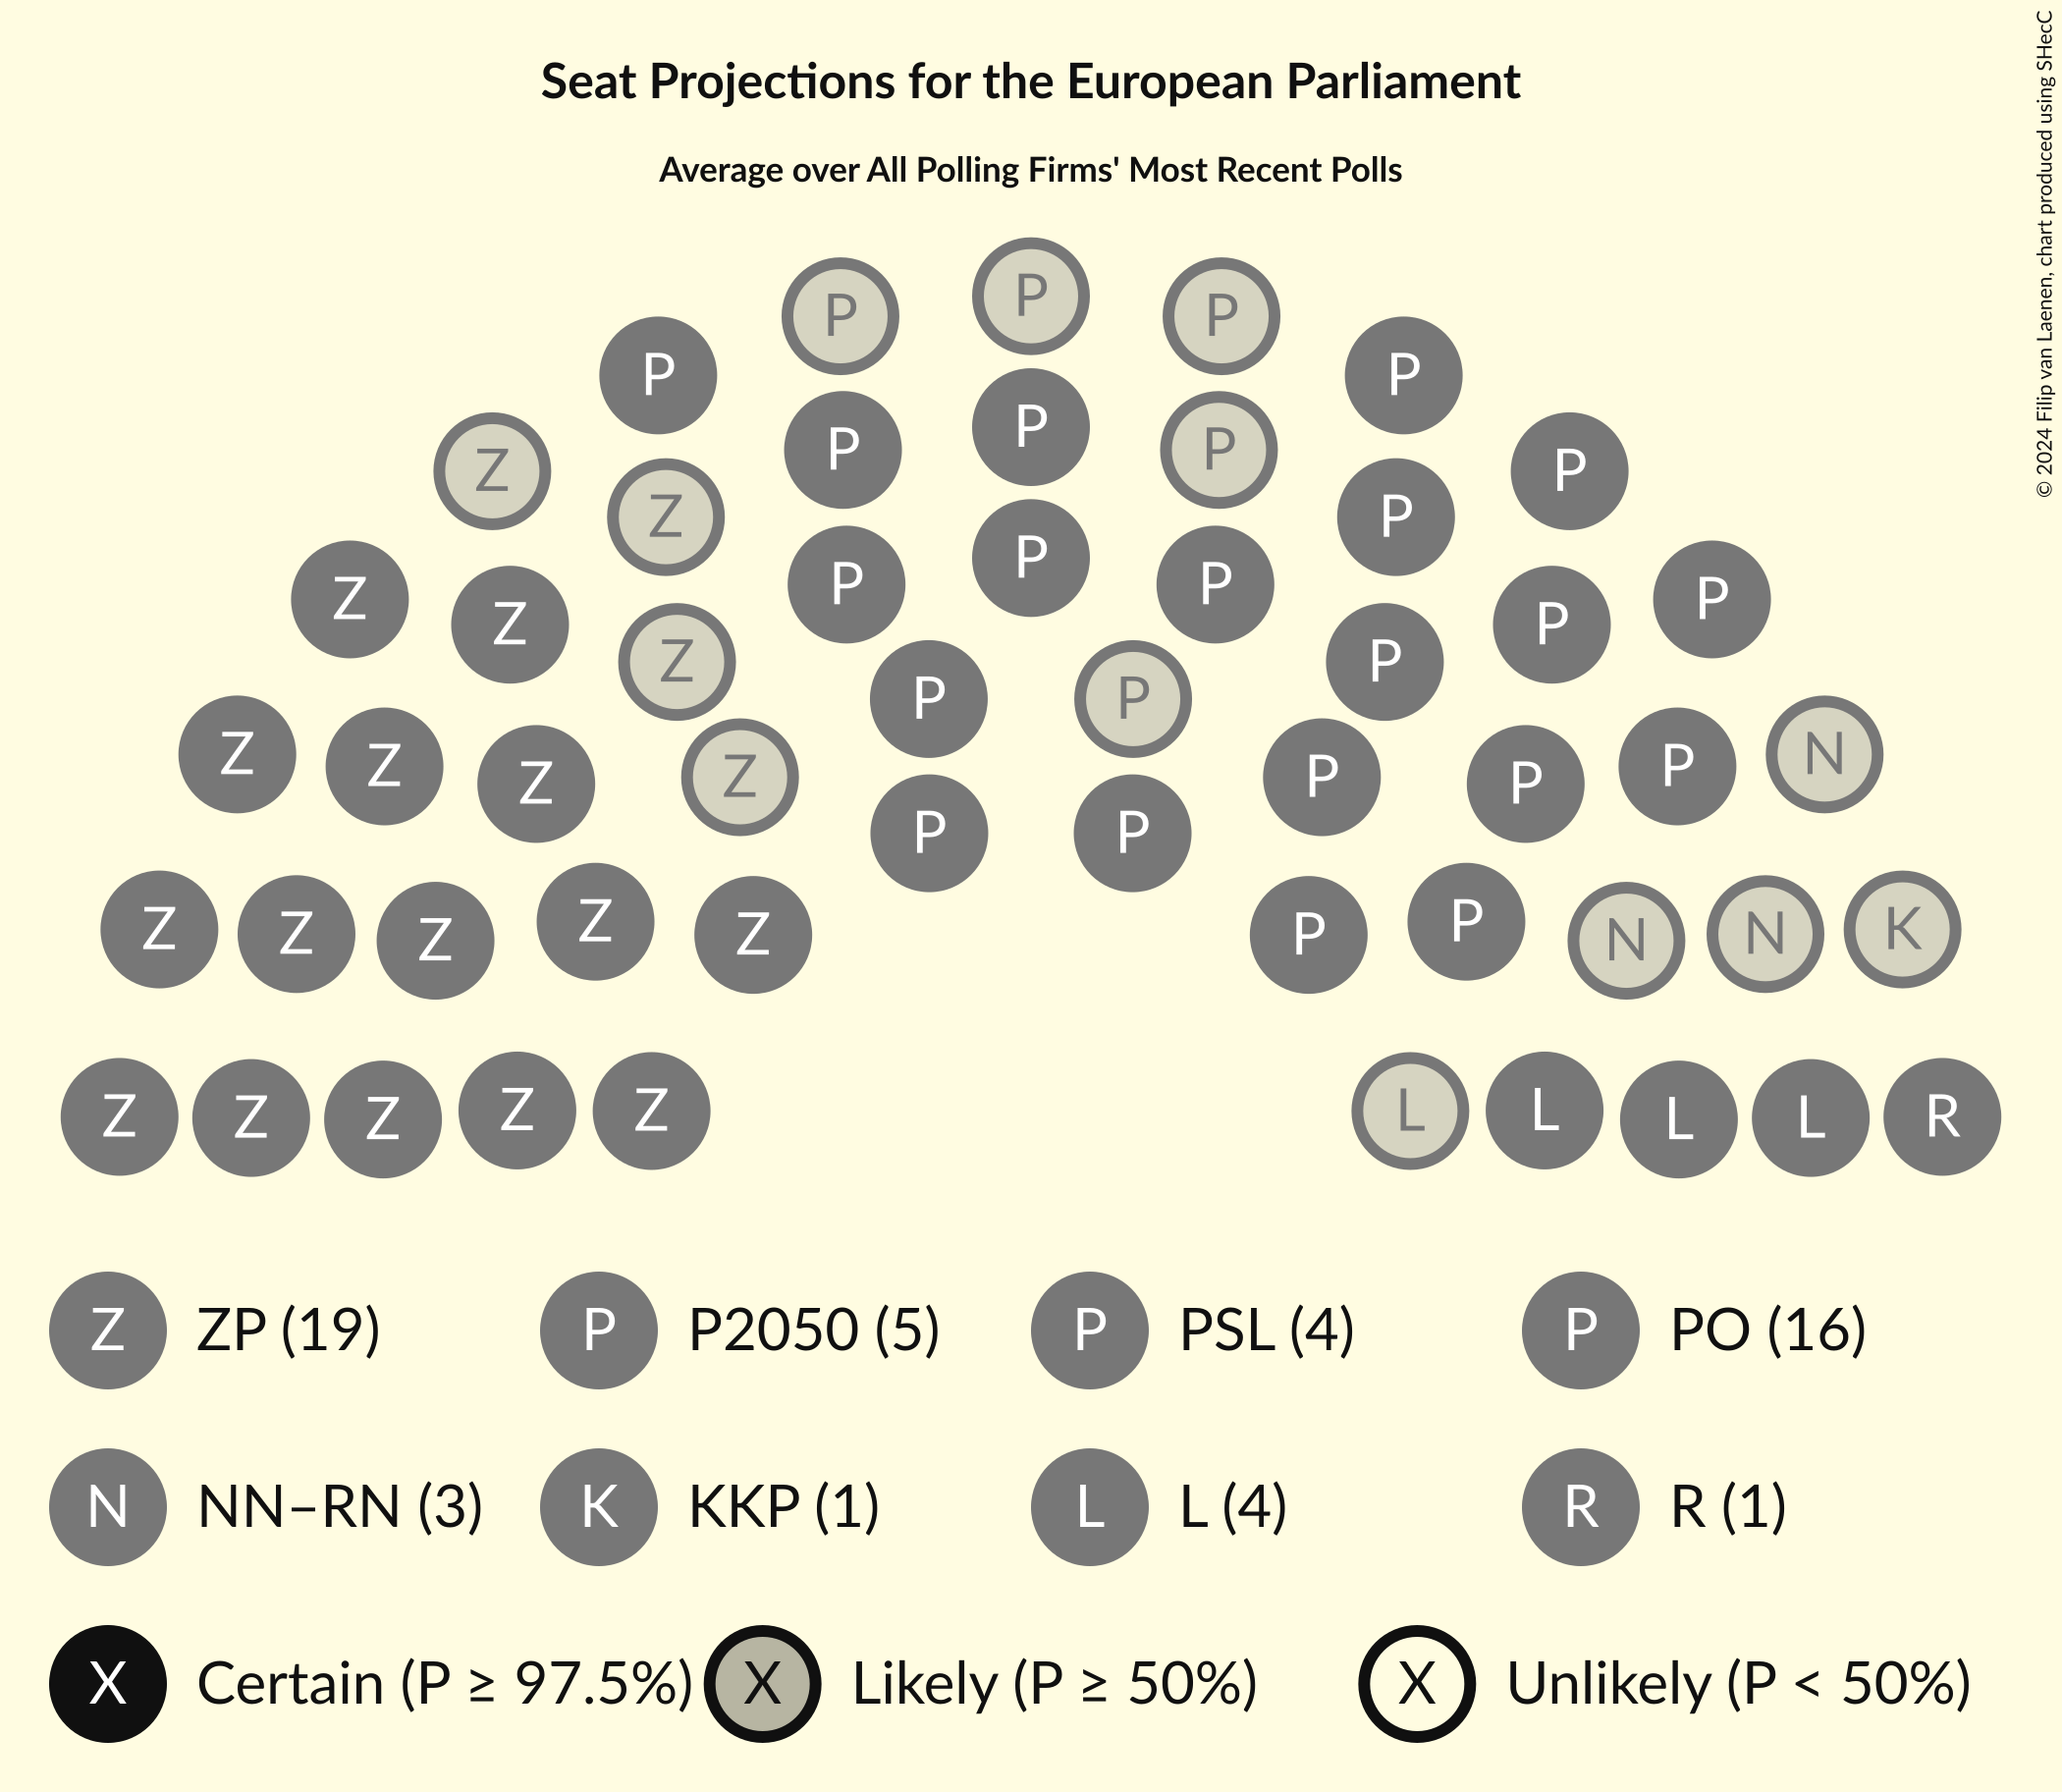 Seat Projections for the European Parliament
Average over All Polling Firms' Most Recent Polls
© 2024 Filip van Laenen, chart produced using SHecC
P
P P
P P
P P
P
Z P P
Z P
P P P
Z Z P P
Z P
P P
Z Z Z Z P P P N
P P
Z Z Z Z Z P P N N K
Z Z Z Z Z L L L L R
Z ZP (19) P P2050 (5) P PSL (4) P PO (16)
N NN–RN (3) K KKP (1) L L (4) R R (1)
X Certain (P ≥ 97.5%) X Likely (P ≥ 50%) X Unlikely (P < 50%)